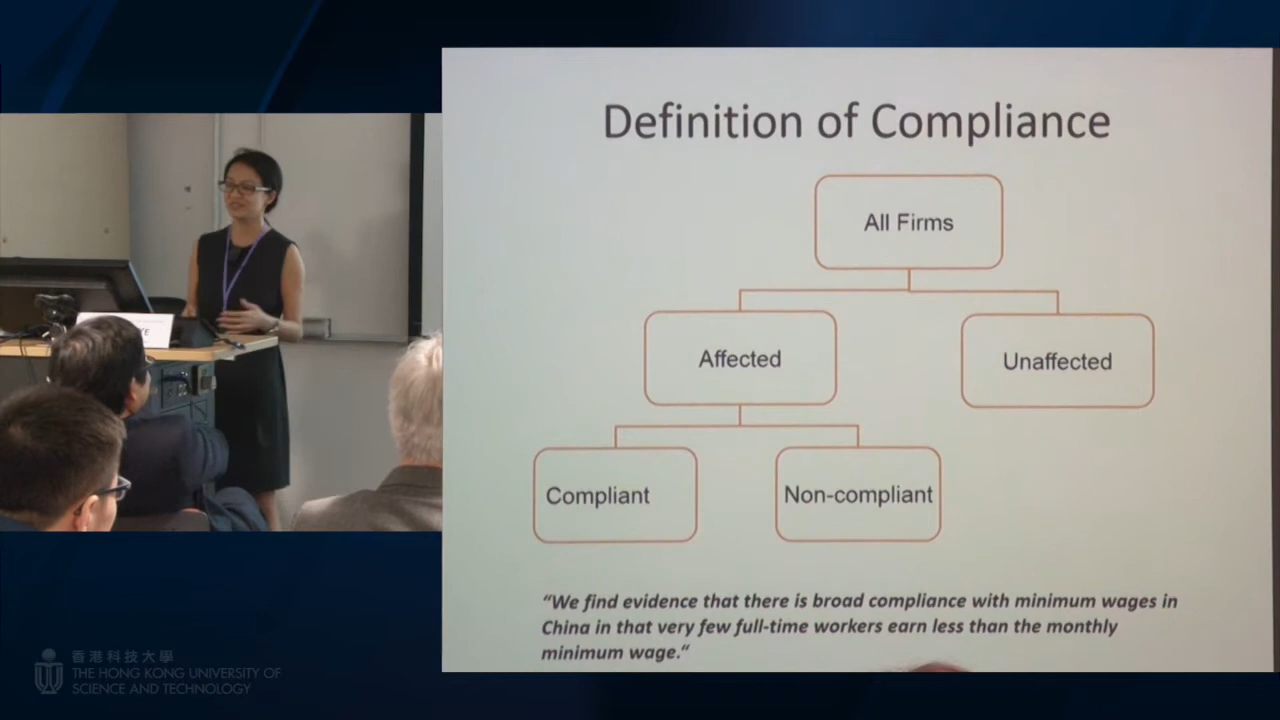 Definition of Compliance
All Firms
Affected
Unaffected
Compliant
Non-compliant
“We find evidence that there is broad compliance with minimum wages in
China in that very few full-time workers earn less than the monthly
minimum wage.“
香港科技大學
THE HONG KONG UNIVERSITY OF
SCIENCE AND TECHNOLOGY